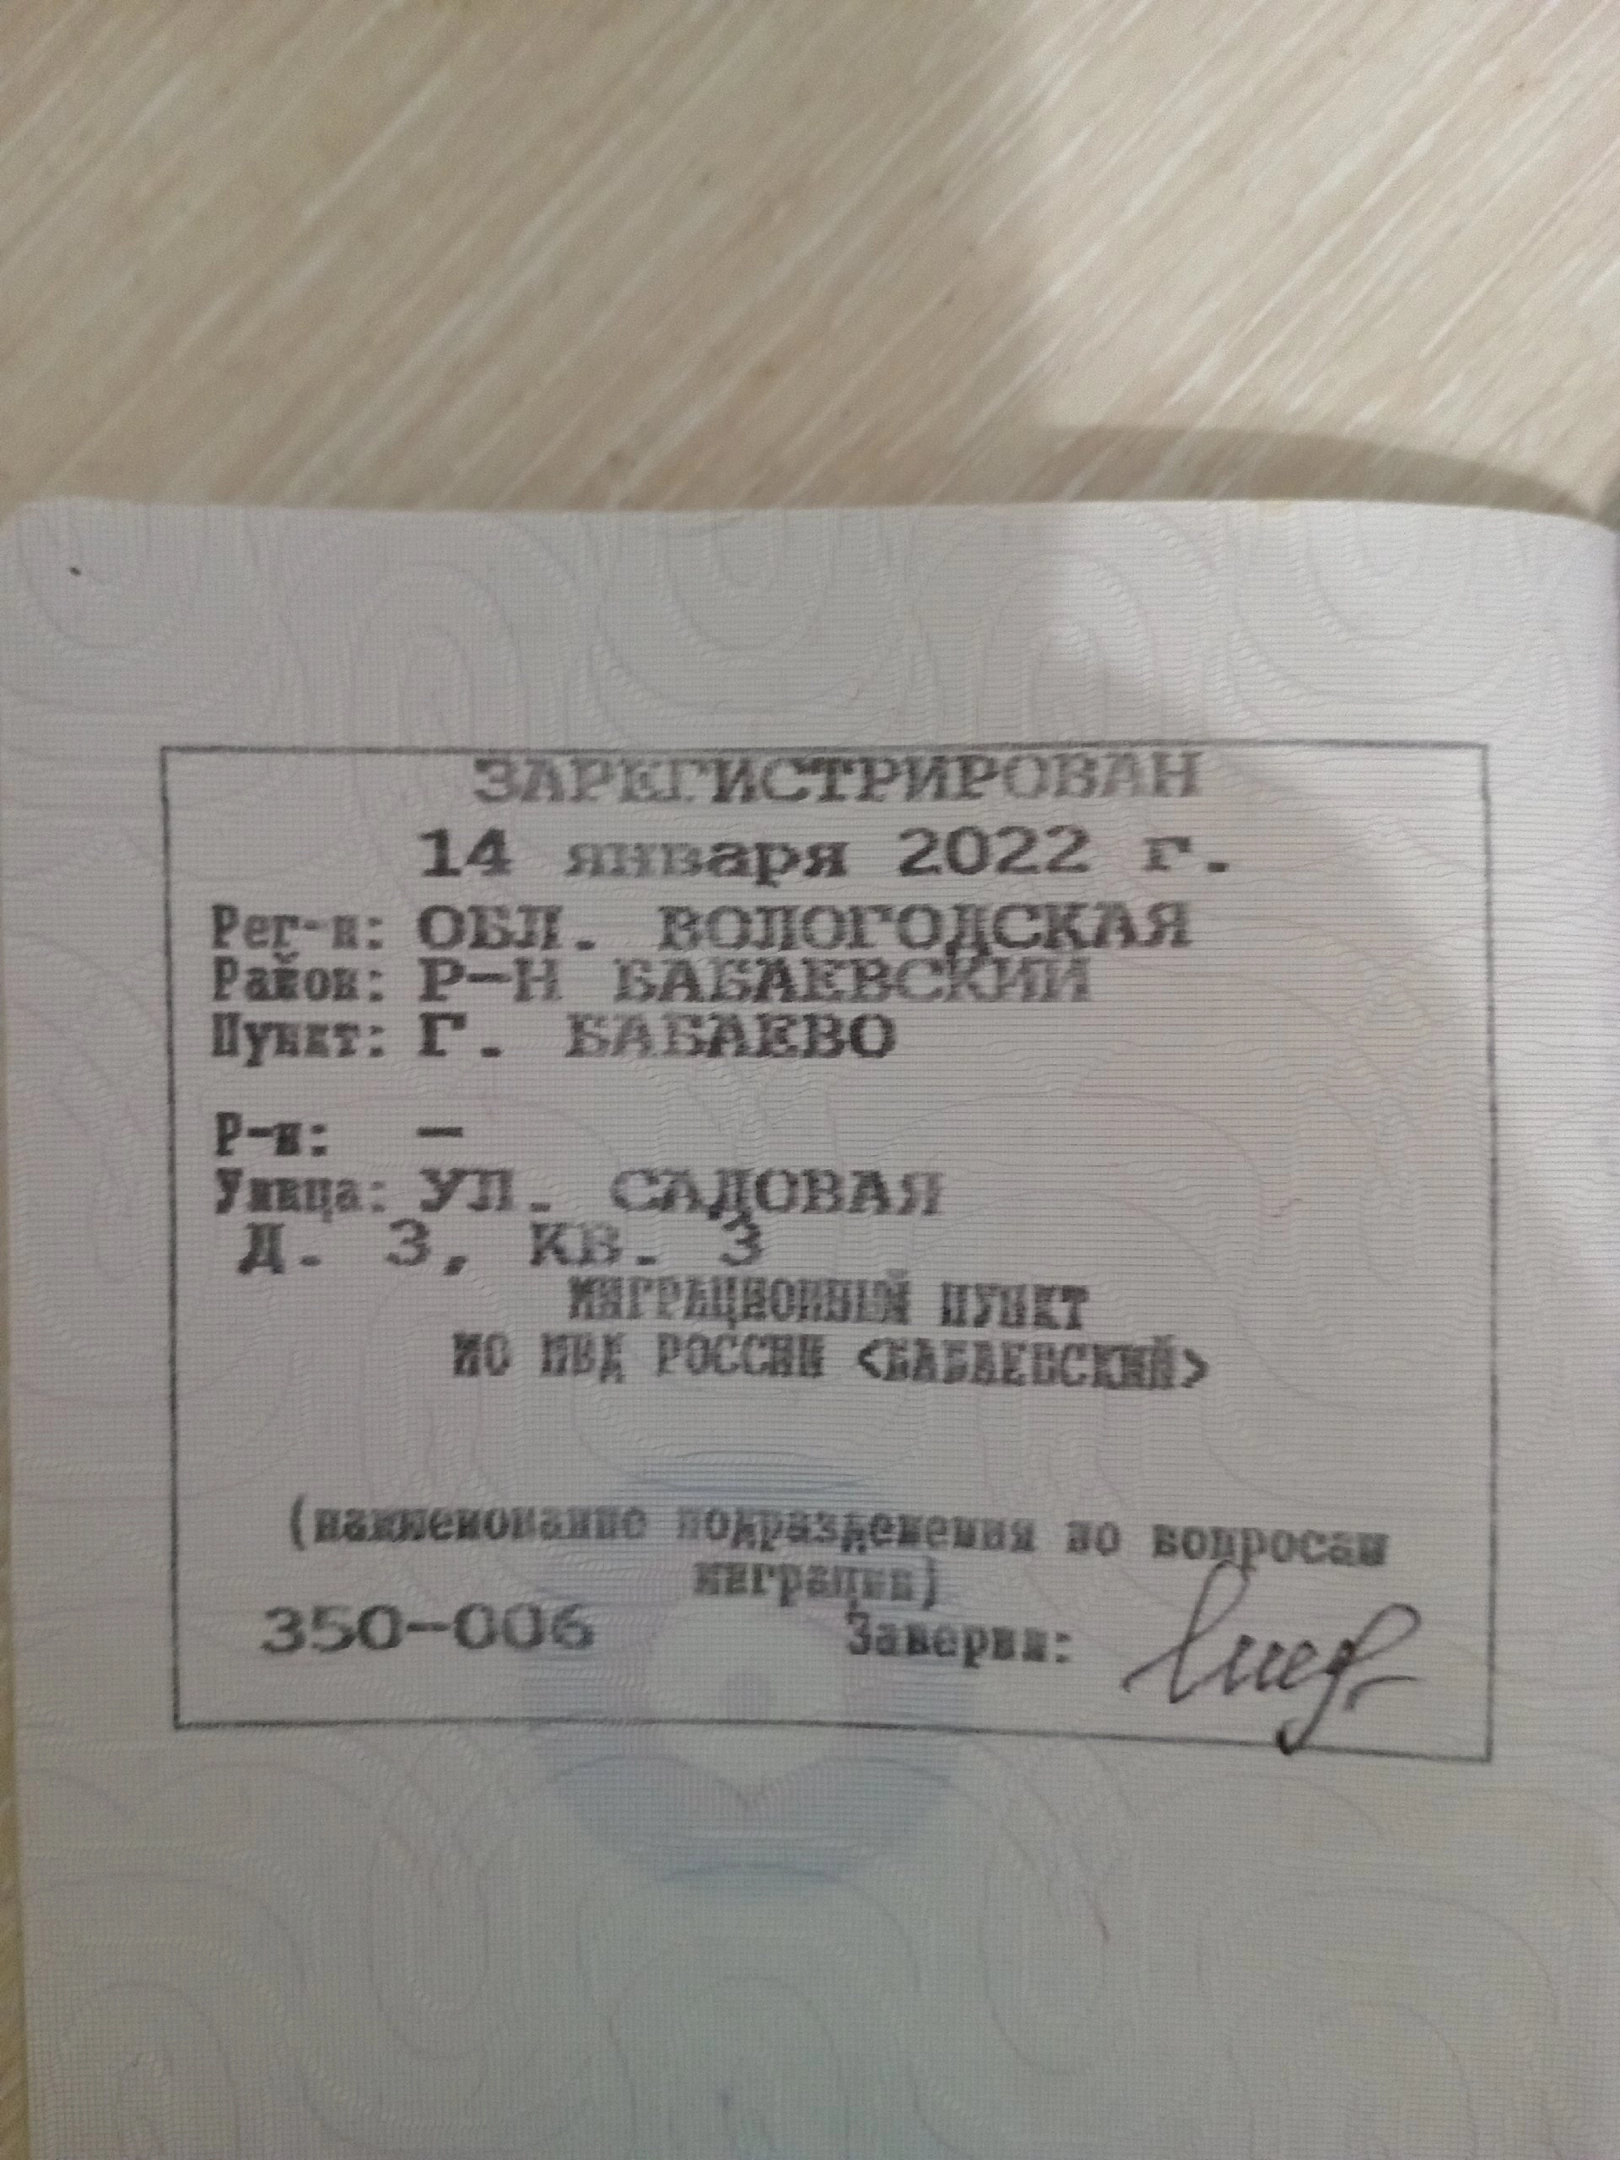 ЗАРЕГИСТРИРОВАН
14 января 2022 г.
Рег-н: ОБЛ. ВОЛОГОДСКАЯ
Район: Р-Н БАБАЕВСКИЙ
Пункт: Г. БАБАЕВО
Р-н: –
Улица: УЛ. САДОВАЯ
Д. 3, КВ. 3
МИГРАЦИОННЫЙ ПУНКТ
МО МВД РОССИИ <БАБАЕВСКИЙ>
(наименование подразделения по вопросам
миграции)
350-006 Заверил: